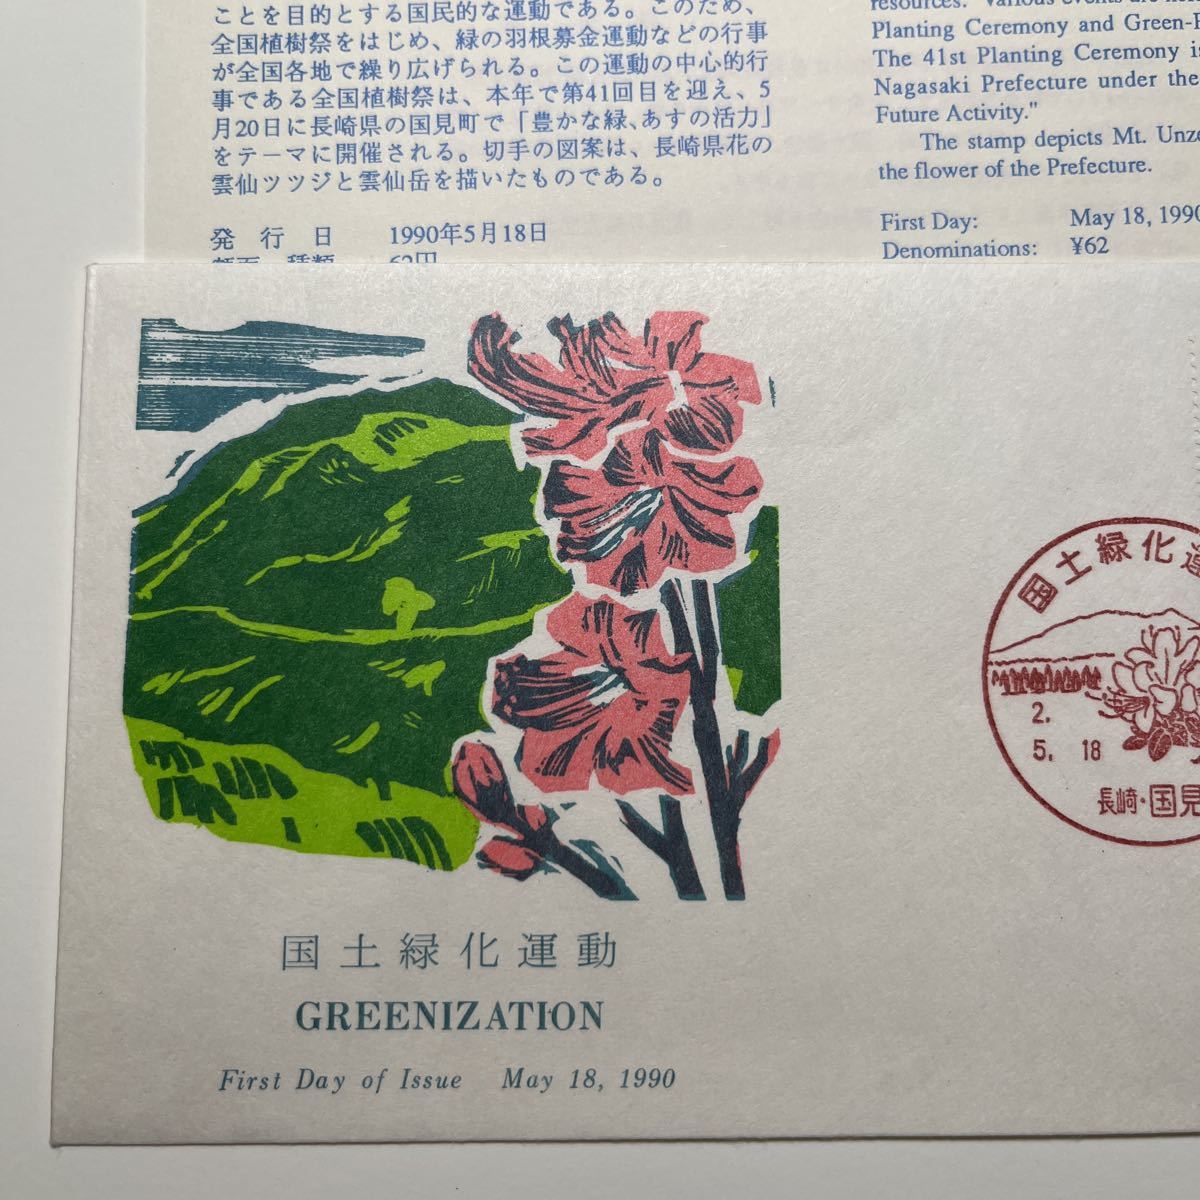 ことを目的とする国民的な運動である。このため、
全国植樹祭をはじめ、緑の羽根募金運動などの行事
が全国各地で繰り広げられる。この運動の中心的行
事である全国植樹祭は、本年で第41回目を迎え、5
月20日に長崎県の国見町で「豊かな緑、あすの活力」
をテーマに開催される。切手の図案は、長崎県花の
雲仙ツツジと雲仙岳を描いたものである。
発行日 1990年5月18日
62円
resources. Various events are
Planting Ceremony and Green-
The 41st Planting Ceremony is
Nagasaki Prefecture under the
Future Activity."
The stamp depicts Mt. Unze
the flower of the Prefecture.
First Day: May 18, 1990
Denominations: ¥62
国土緑化運
2.
5. 18
長崎・国見
国土緑化運動
GREENIZATION
First Day of Issue May 18, 1990